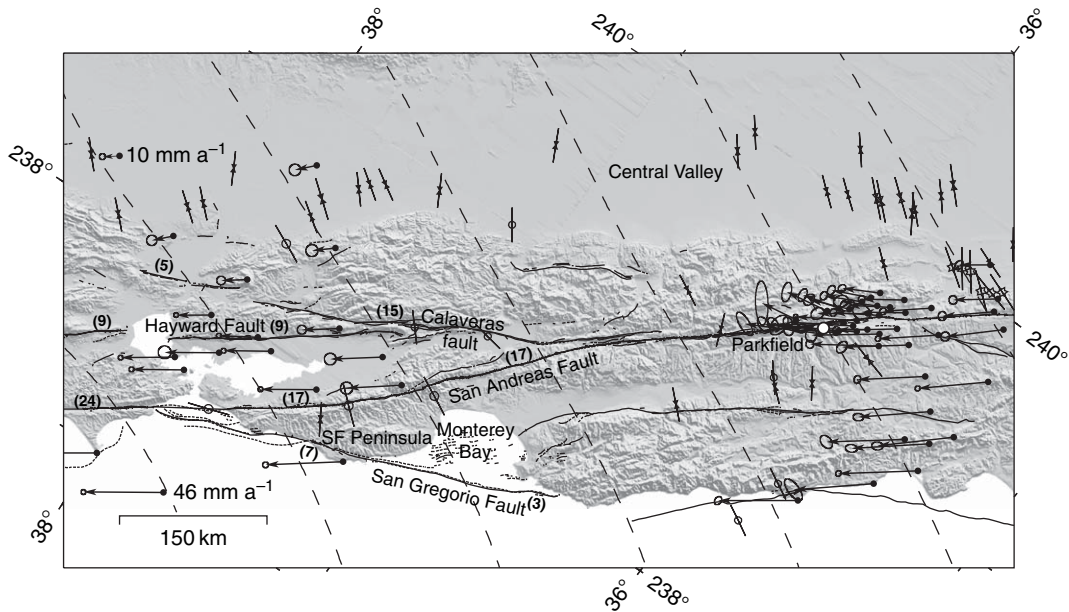 38°
240°
36°
238°
10 mm a⁻¹
Central Valley
(5)
(15)
Calaveras
fault
(9)
Hayward Fault (9)
Parkfield
240°
(17)
San Andreas Fault
(24)
(17)
SF Peninsula
Monterey
Bay
(7)
San Gregorio Fault (3)
46 mm a⁻¹
38°
150 km
36°
238°